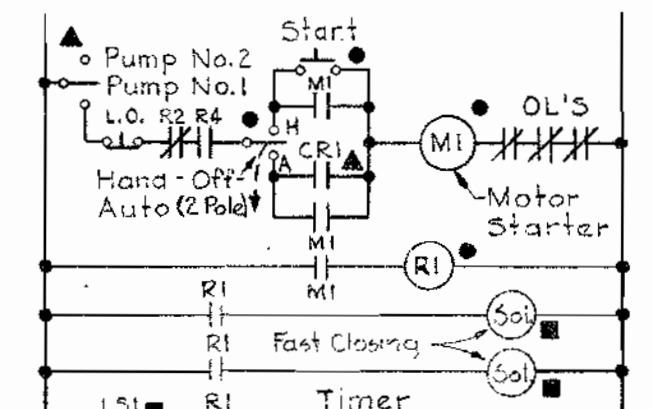 Start
Pump No.2
Pump No.1
M1
L.O. R2 R4
H
OL'S
M1
CR1
A
Hand-Off-
Auto (2 Pole)
Motor
Starter
M1
R1
M1
R1
Sol
R1
Fast Closing
Sol
LS1 R1 Timer